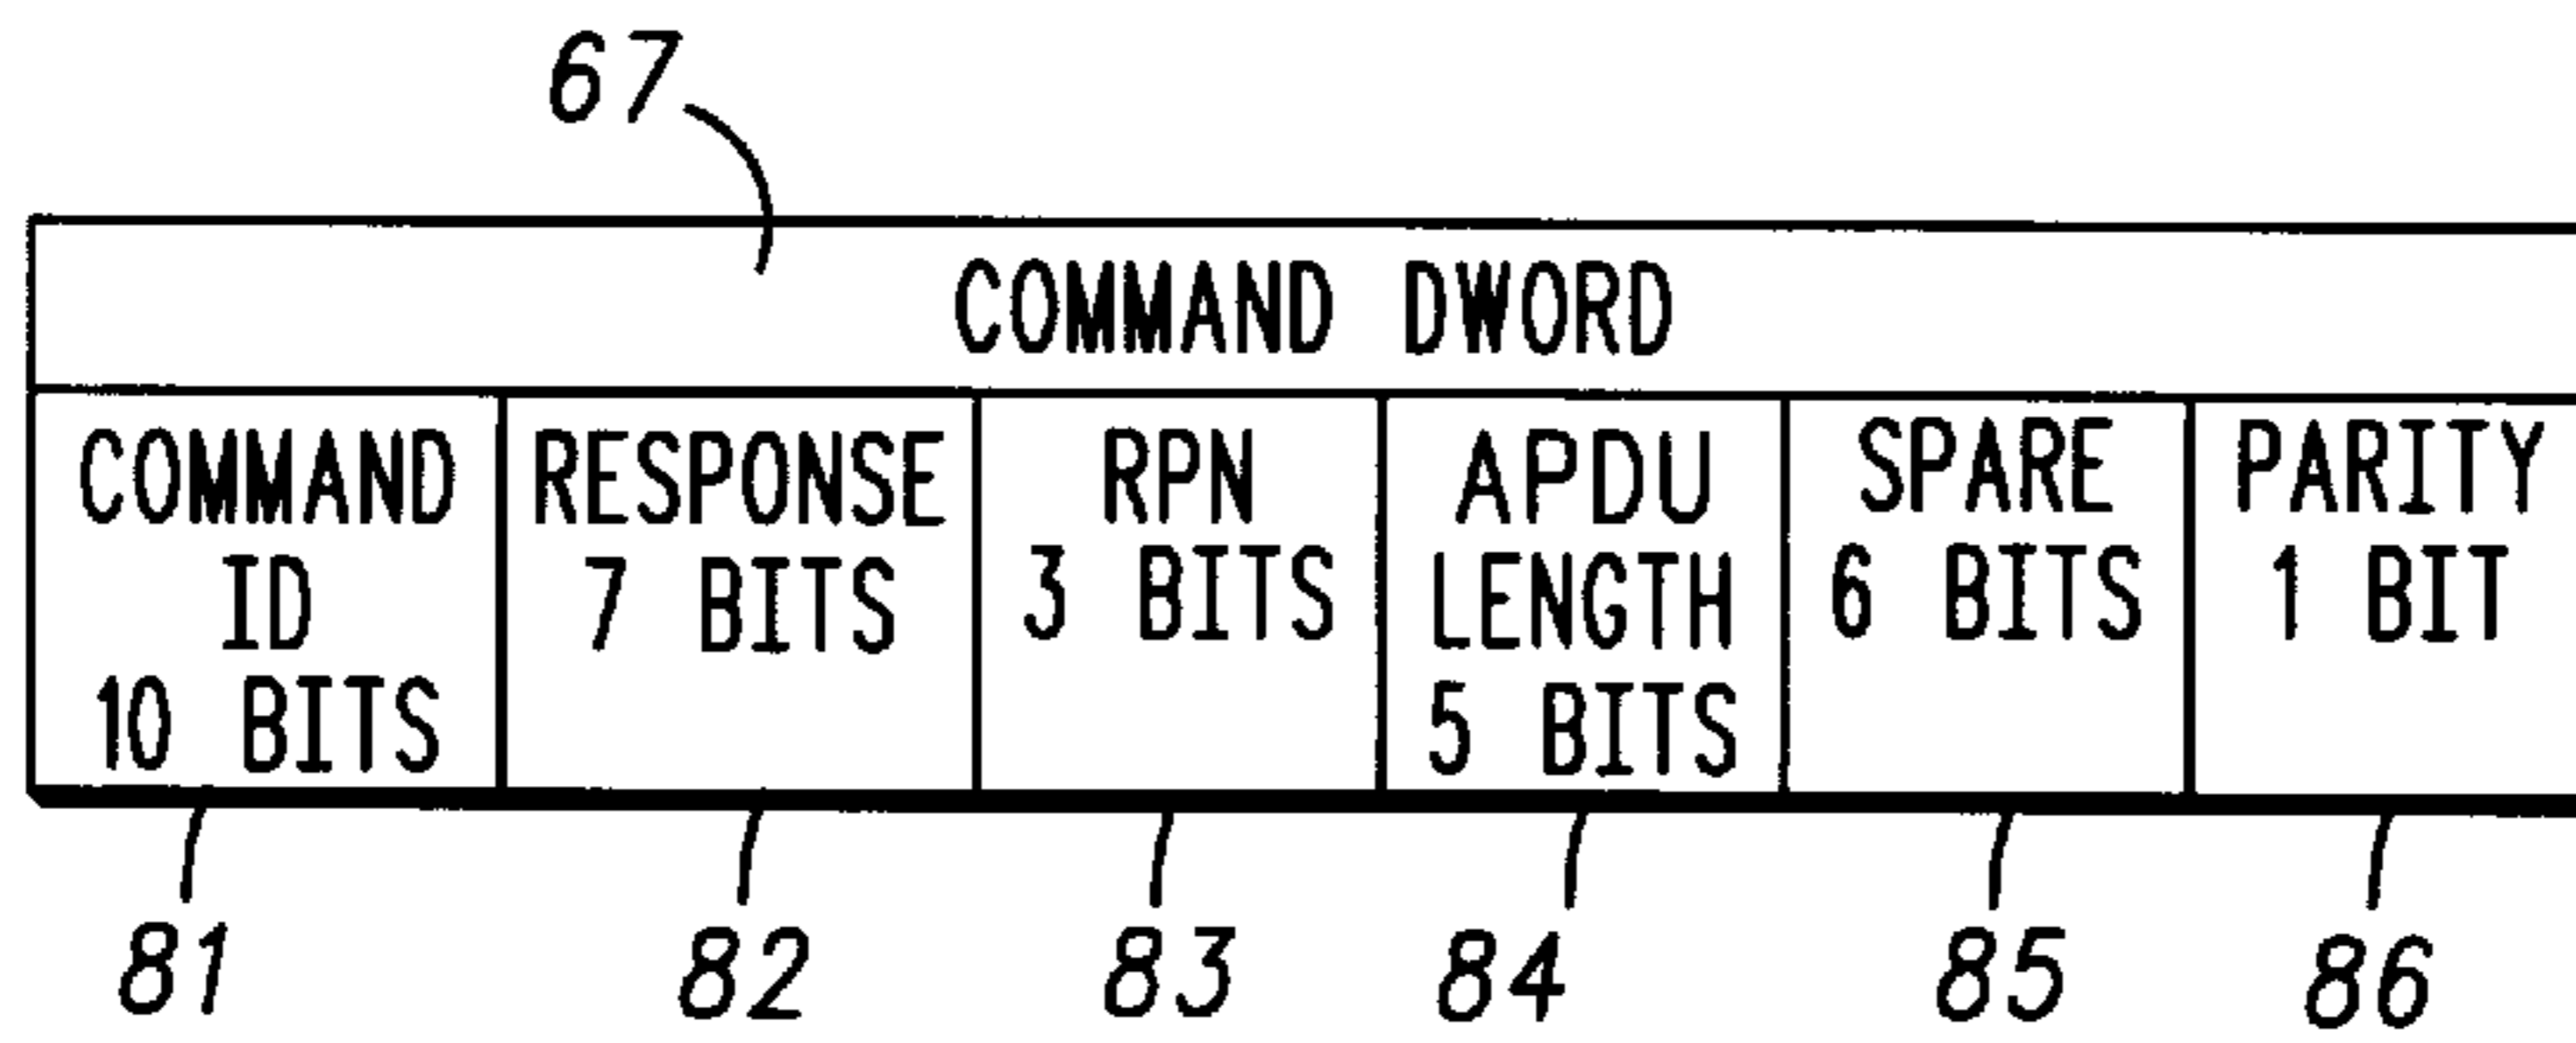 67
COMMAND DWORD
COMMAND
ID
10 BITS
RESPONSE
7 BITS
RPN
3 BITS
APDU
LENGTH
5 BITS
SPARE
6 BITS
PARITY
1 BIT
81
82
83
84
85
86